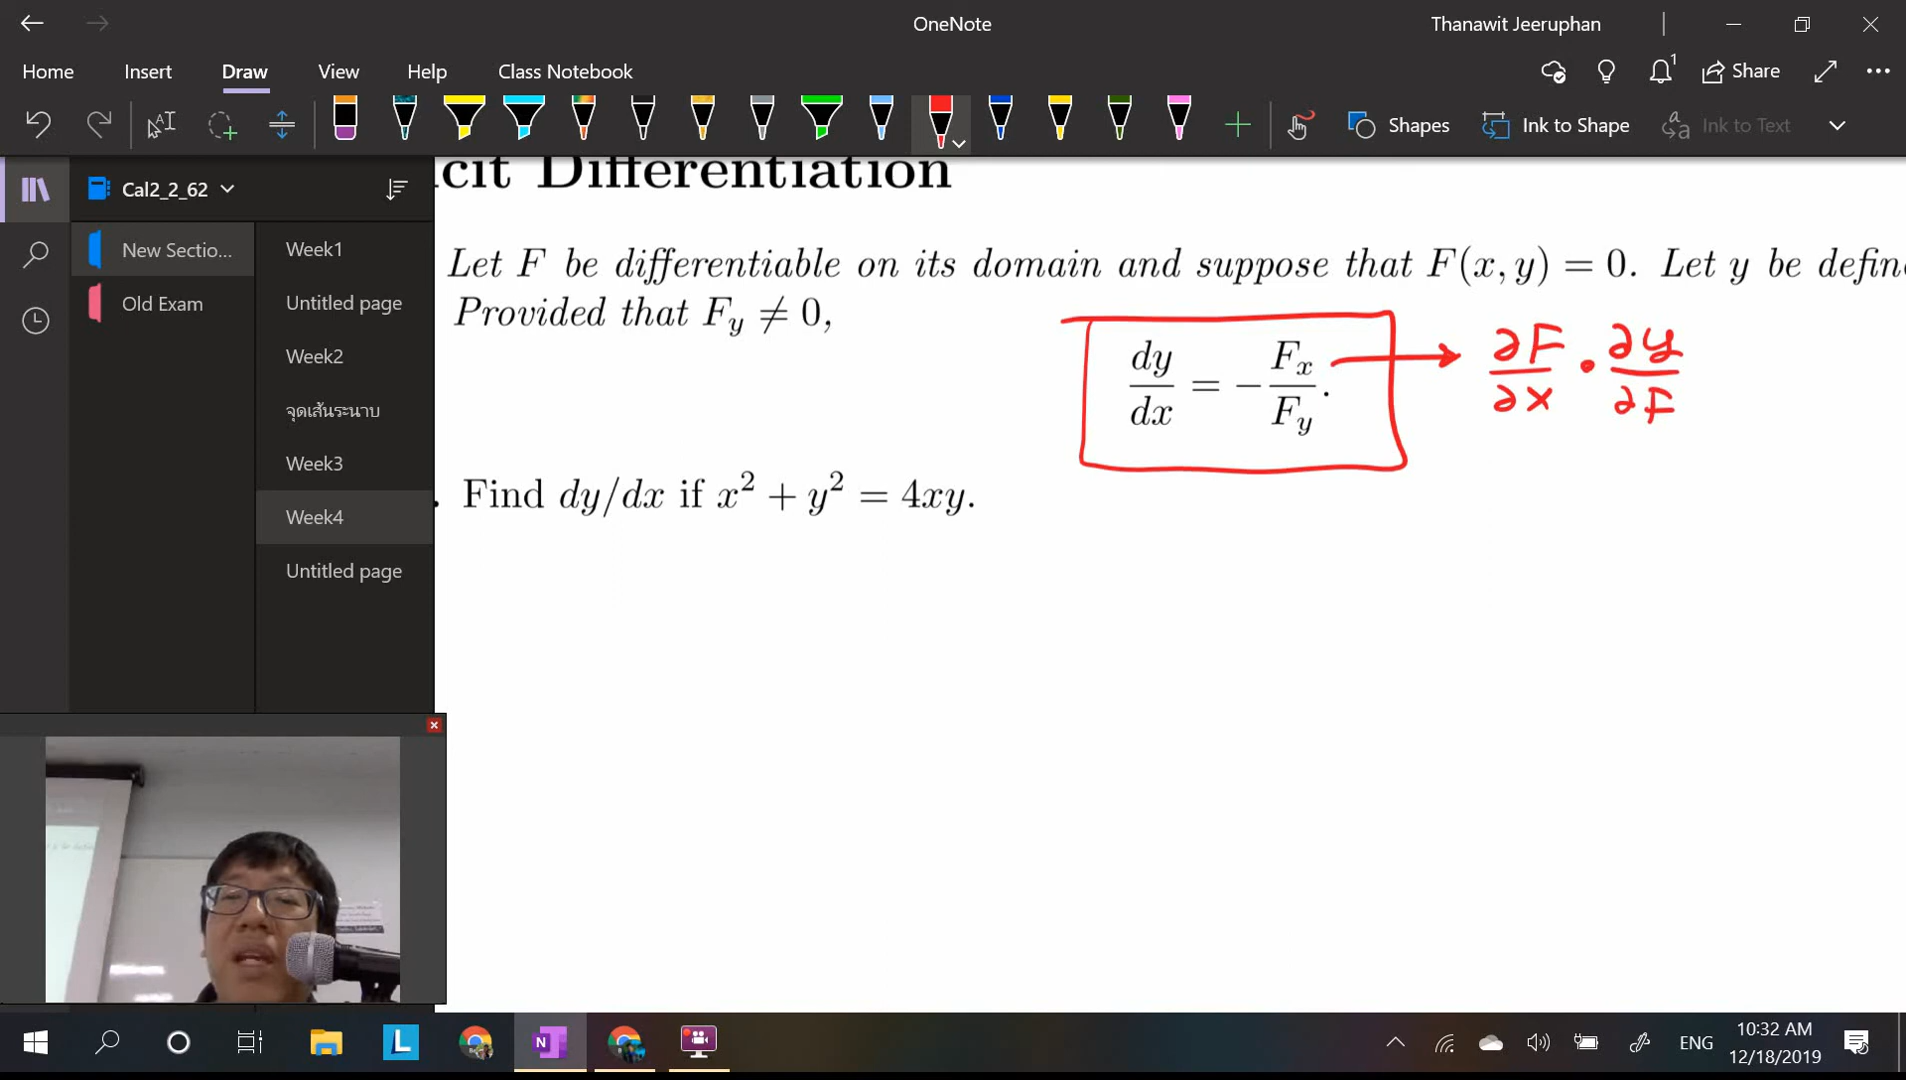 OneNote
Thanawit Jeeruphan
Home Insert Draw View Help Class Notebook
1 Share
Shapes Ink to Shape Ink to Text
Cal2_2_62
New Sectio...
Old Exam
Week1
Untitled page
Week2
จุดเส้นระนาบ
Week3
Week4
Untitled page
cit Differentiation
Let F be differentiable on its domain and suppose that F(x, y) = 0. Let y be define
Provided that F_y ≠ 0,
dy/dx = − F_x/F_y.
∂F/∂x · ∂y/∂F
. Find dy/dx if x² + y² = 4xy.
ENG
10:32 AM
12/18/2019